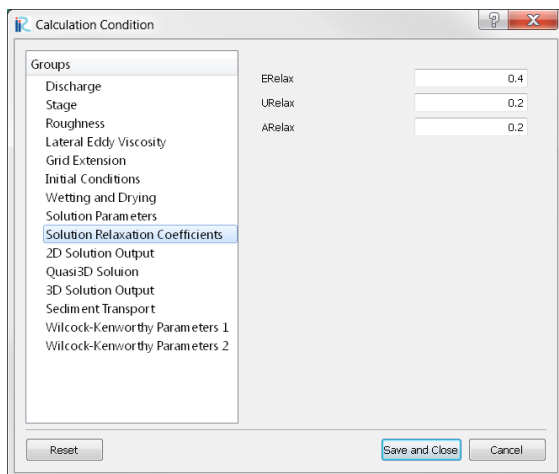 Calculation Condition
Groups
Discharge
Stage
Roughness
Lateral Eddy Viscosity
Grid Extension
Initial Conditions
Wetting and Drying
Solution Parameters
Solution Relaxation Coefficients
2D Solution Output
Quasi3D Soluion
3D Solution Output
Sediment Transport
Wilcock-Kenworthy Parameters 1
Wilcock-Kenworthy Parameters 2
ERelax 0.4
URelax 0.2
ARelax 0.2
Reset Save and Close Cancel